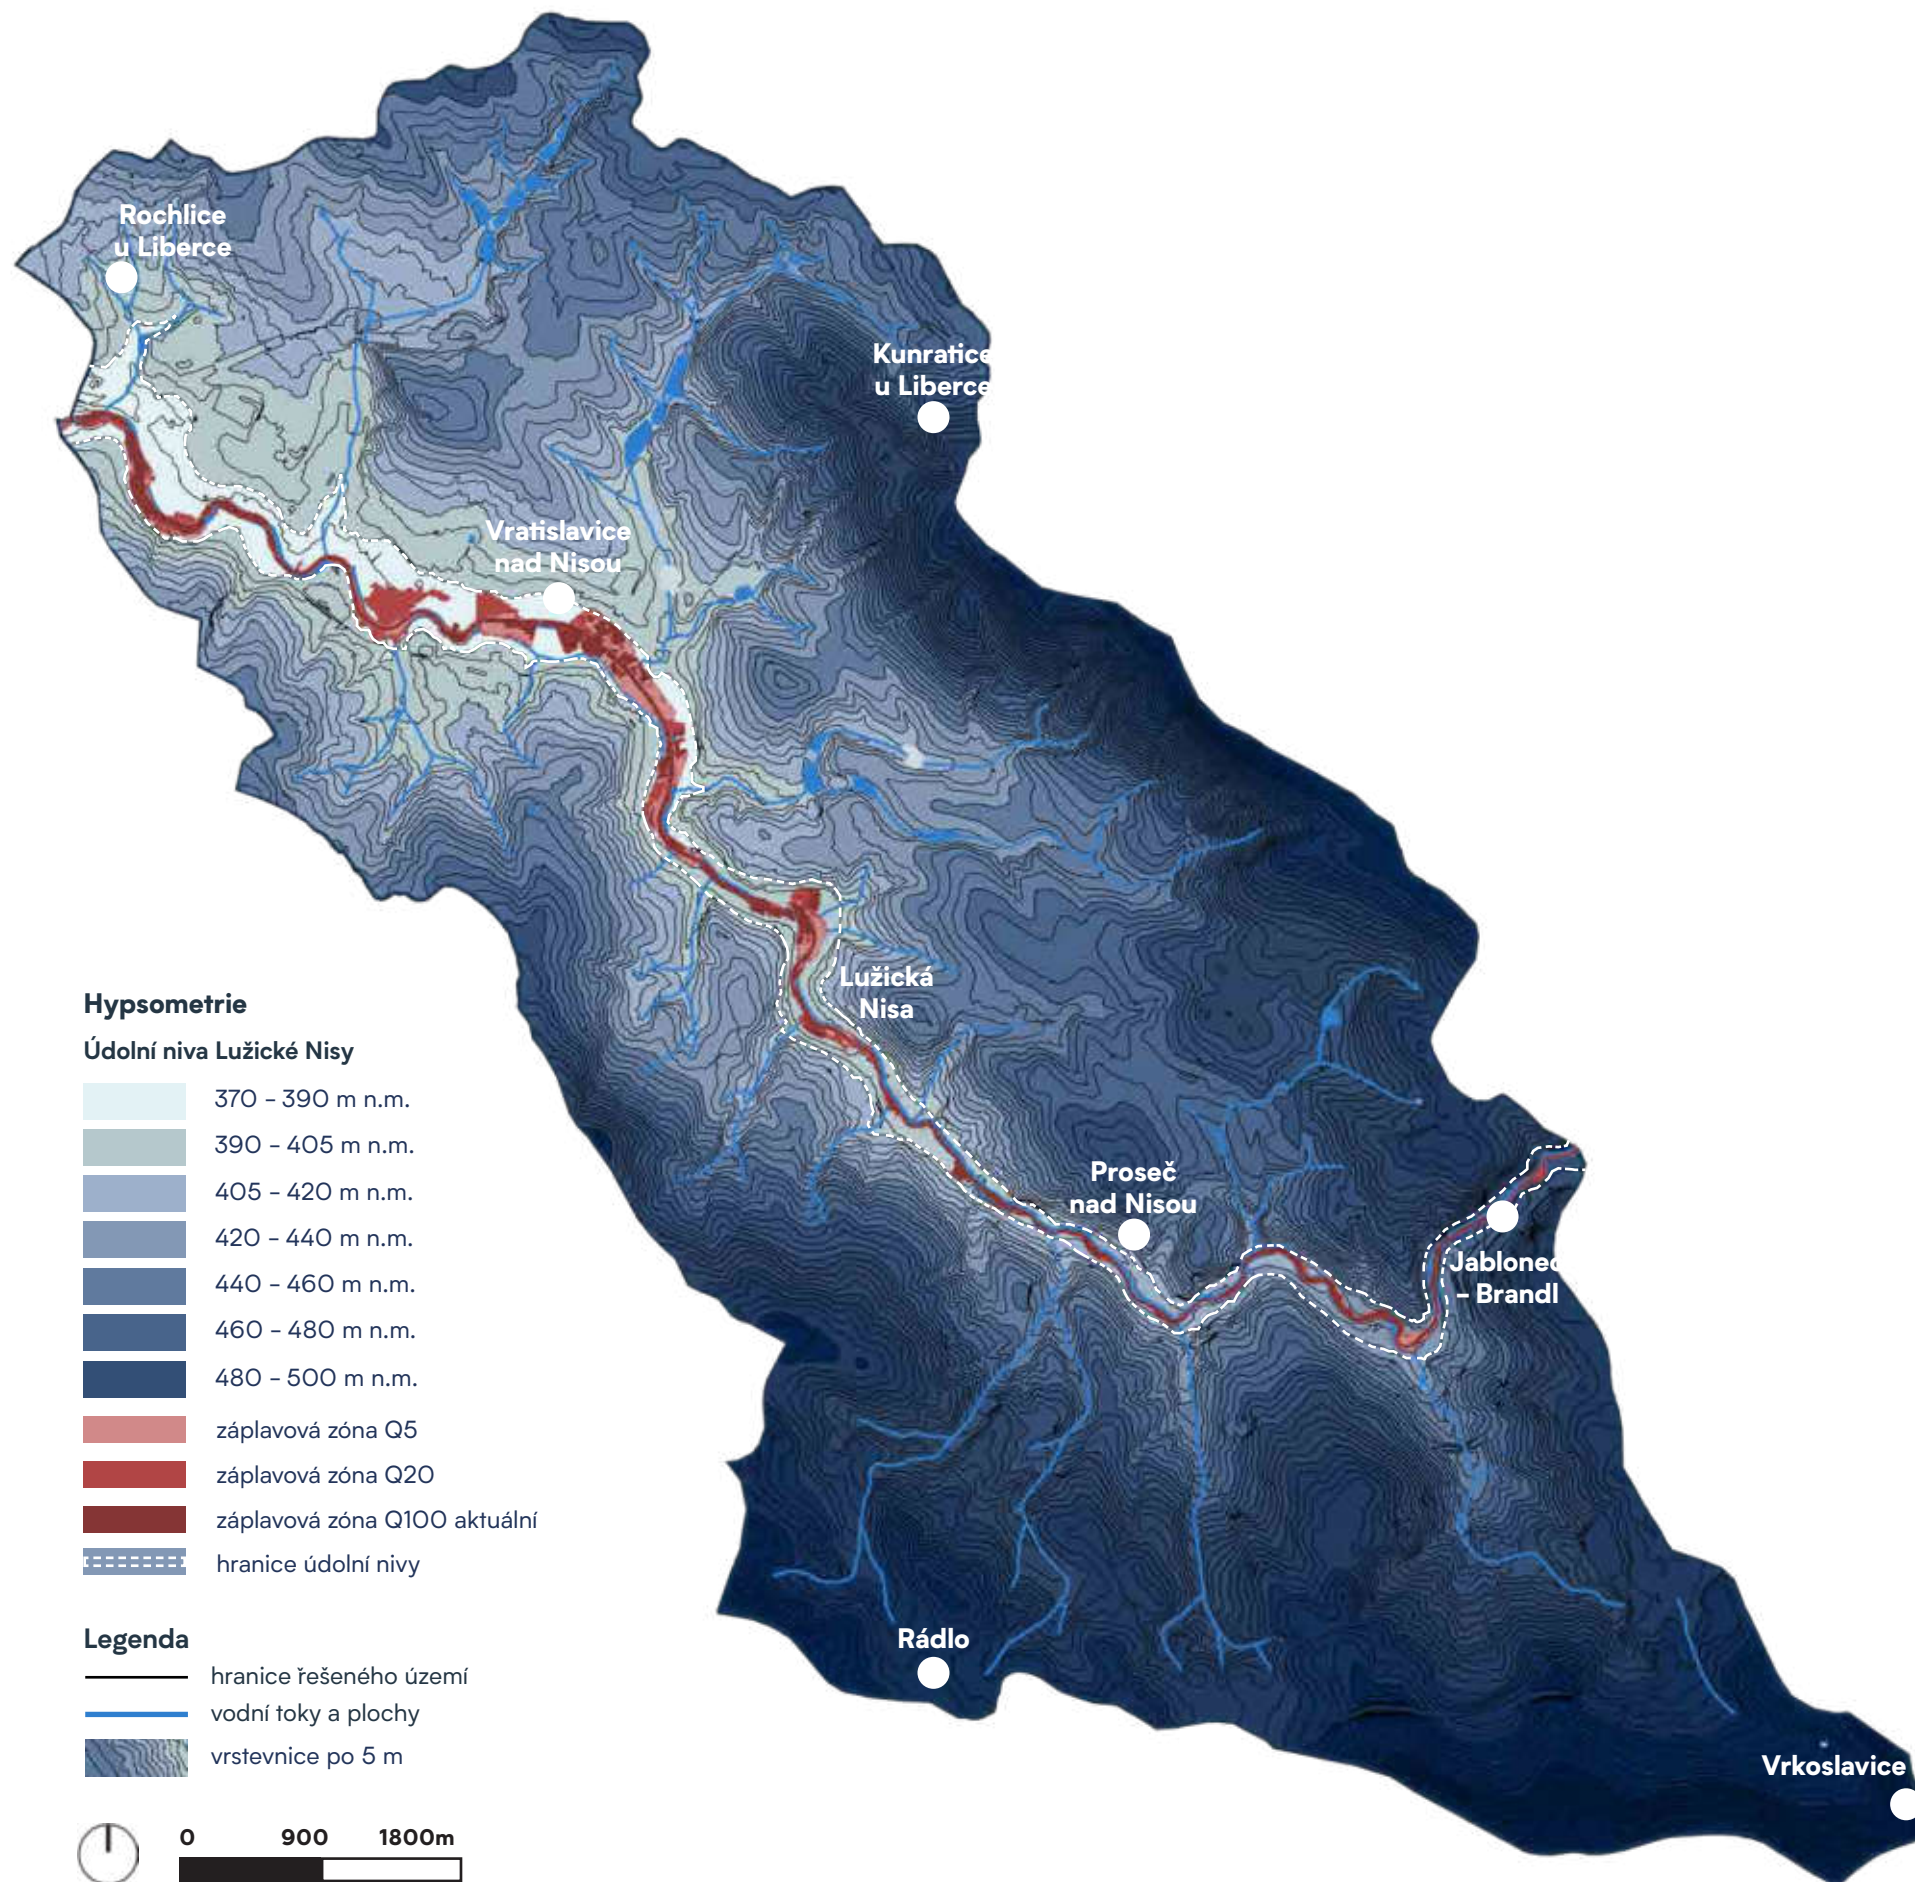 Rochlice
u Liberce
Kunratice
u Liberce
Vratislavice
nad Nisou
Lužická
Nisa
Proseč
nad Nisou
Jablonec
– Brandl
Rádlo
Vrkoslavice
Hypsometrie
Údolní niva Lužické Nisy
370 – 390 m n.m.
390 – 405 m n.m.
405 – 420 m n.m.
420 – 440 m n.m.
440 – 460 m n.m.
460 – 480 m n.m.
480 – 500 m n.m.
záplavová zóna Q5
záplavová zóna Q20
záplavová zóna Q100 aktuální
hranice údolní nivy
Legenda
hranice řešeného území
vodní toky a plochy
vrstevnice po 5 m
0 900 1800m